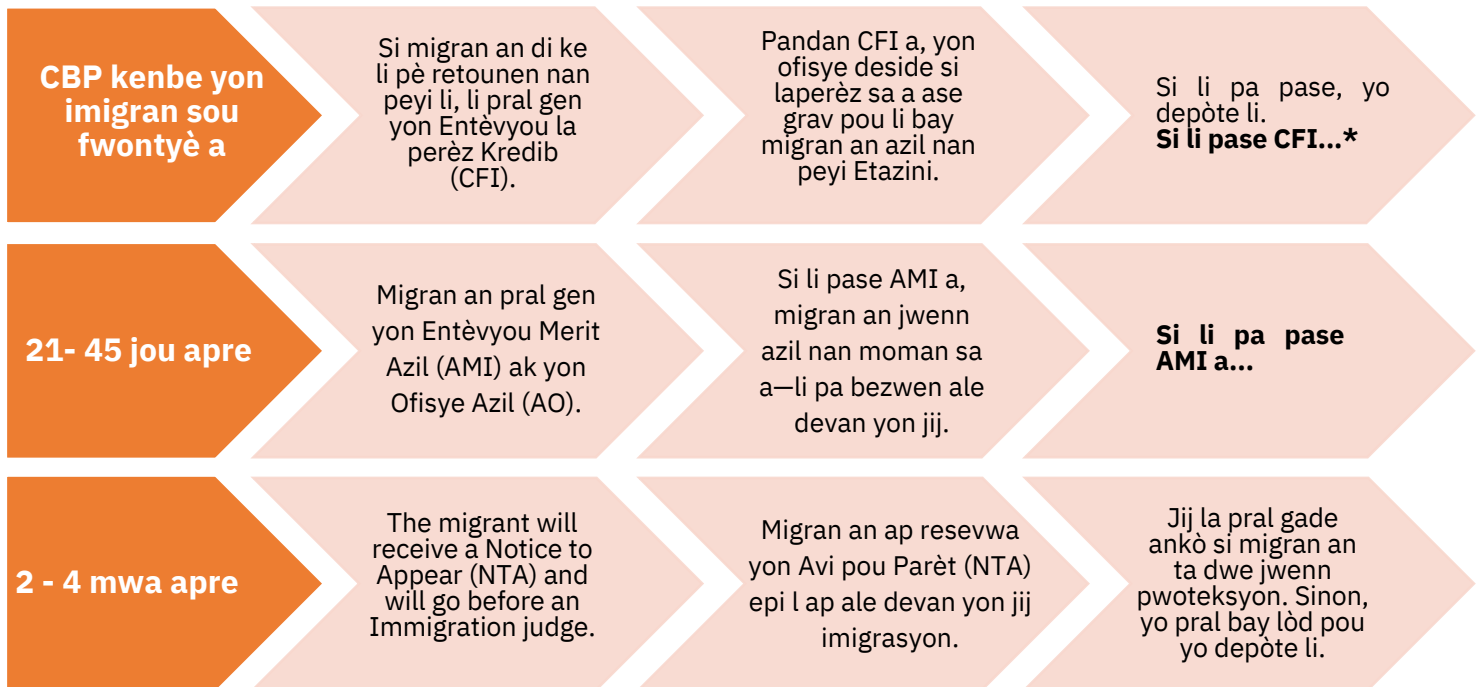 CBP kenbe yon
imigran sou
fwontyè a
Si migran an di ke
li pè retounen nan
peyi li, li pral gen
yon Entèvyou la
perèz Kredib
(CFI).
Pandan CFI a, yon
ofisye deside si
laperèz sa a ase
grav pou li bay
migran an azil nan
peyi Etazini.
Si li pa pase, yo
depòte li.
Si li pase CFI...*
21- 45 jou apre
Migran an pral gen
yon Entèvyou Merit
Azil (AMI) ak yon
Ofisye Azil (AO).
Si li pase AMI a,
migran an jwenn
azil nan moman sa
a—li pa bezwen ale
devan yon jij.
Si li pa pase
AMI a...
2 - 4 mwa apre
The migrant will
receive a Notice to
Appear (NTA) and
will go before an
Immigration judge.
Migran an ap resevwa
yon Avi pou Parèt (NTA)
epi l ap ale devan yon jij
imigrasyon.
Jij la pral gade
ankò si migran an
ta dwe jwenn
pwoteksyon. Sinon,
yo pral bay lòd pou
yo depòte li.